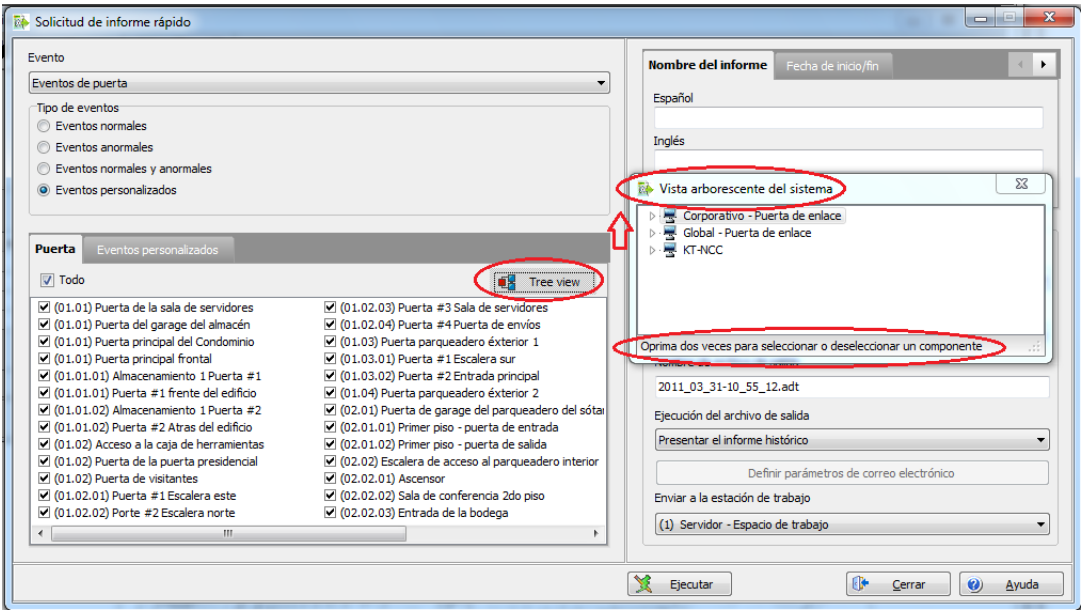 Solicitud de informe rápido
Evento
Eventos de puerta
Tipo de eventos
Eventos normales
Eventos anormales
Eventos normales y anormales
Eventos personalizados
Puerta Eventos personalizados
Todo
Tree view
(01.01) Puerta de la sala de servidores
(01.01) Puerta del garage del almacén
(01.01) Puerta principal del Condominio
(01.01) Puerta principal frontal
(01.01.01) Almacenamiento 1 Puerta #1
(01.01.01) Puerta #1 frente del edificio
(01.01.02) Almacenamiento 1 Puerta #2
(01.01.02) Puerta #2 Atras del edificio
(01.02) Acceso a la caja de herramientas
(01.02) Puerta de la puerta presidencial
(01.02) Puerta de visitantes
(01.02.01) Puerta #1 Escalera este
(01.02.02) Porte #2 Escalera norte
(01.02.03) Puerta #3 Sala de servidores
(01.02.04) Puerta #4 Puerta de envíos
(01.03) Puerta parqueadero éxterior 1
(01.03.01) Puerta #1 Escalera sur
(01.03.02) Puerta #2 Entrada principal
(01.04) Puerta parqueadero éxterior 2
(02.01) Puerta de garage del parqueadero del sótar
(02.01.01) Primer piso - puerta de entrada
(02.01.02) Primer piso - puerta de salida
(02.02) Escalera de acceso al parqueadero interior
(02.02.01) Ascensor
(02.02.02) Sala de conferencia 2do piso
(02.02.03) Entrada de la bodega
Nombre del informe Fecha de inicio/fin
Español
Inglés
Vista arborescente del sistema
Corporativo - Puerta de enlace
Global - Puerta de enlace
KT-NCC
Oprima dos veces para seleccionar o deseleccionar un componente
2011_03_31-10_55_12.adt
Ejecución del archivo de salida
Presentar el informe histórico
Definir parámetros de correo electrónico
Enviar a la estación de trabajo
(1) Servidor - Espacio de trabajo
Ejecutar
Cerrar
Ayuda